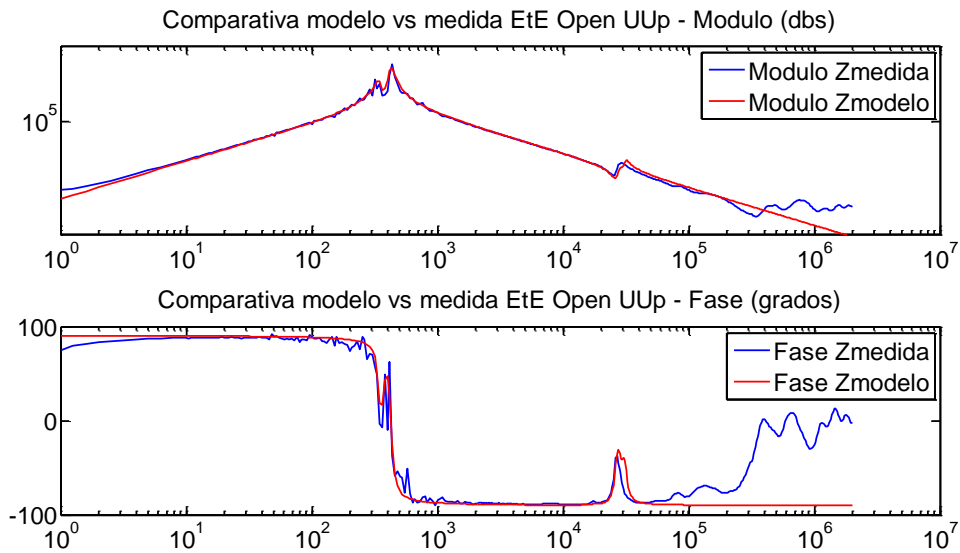 Comparativa modelo vs medida EtE Open UUp - Modulo (dbs)
Modulo Zmedida
Modulo Zmodelo
10^5
10^0 10^1 10^2 10^3 10^4 10^5 10^6 10^7
Comparativa modelo vs medida EtE Open UUp - Fase (grados)
100
Fase Zmedida
Fase Zmodelo
0
-100
10^0 10^1 10^2 10^3 10^4 10^5 10^6 10^7